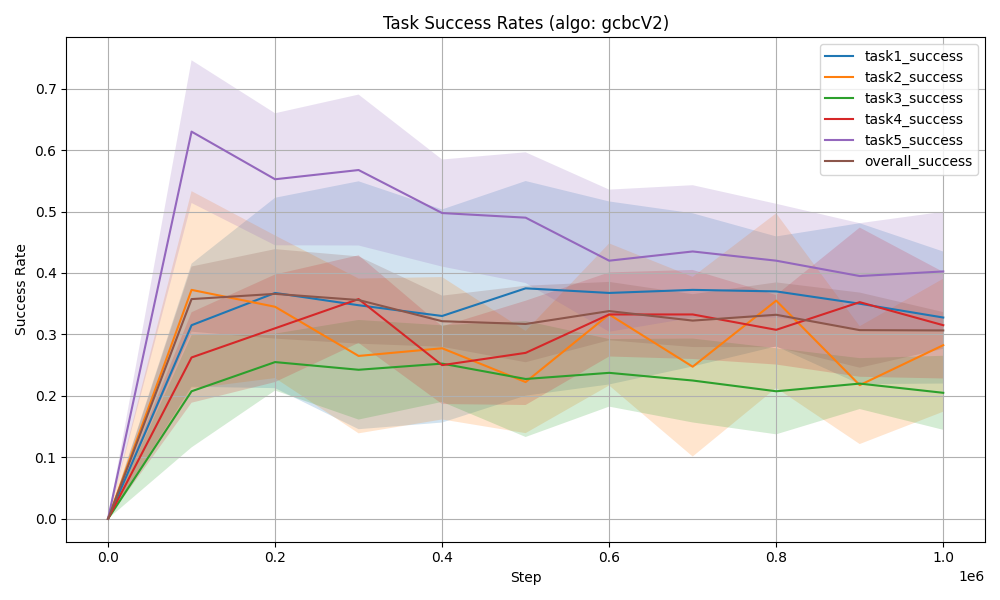 Task Success Rates (algo: gcbcV2)
task1_success
task2_success
task3_success
task4_success
task5_success
overall_success
Success Rate
0.7
0.6
0.5
0.4
0.3
0.2
0.1
0.0
0.0 0.2 0.4 0.6 0.8 1.0
1e6
Step